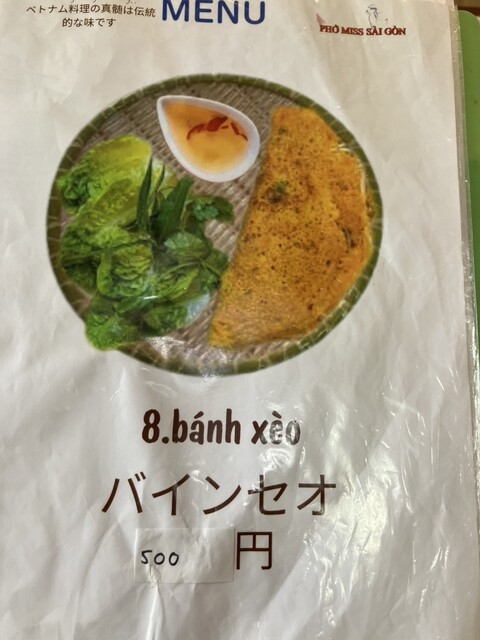 ベトナム料理の真髄は伝統
的な味です
MENU
PHỞ MISS SÀI GÒN
8.bánh xèo
バインセオ
500 円